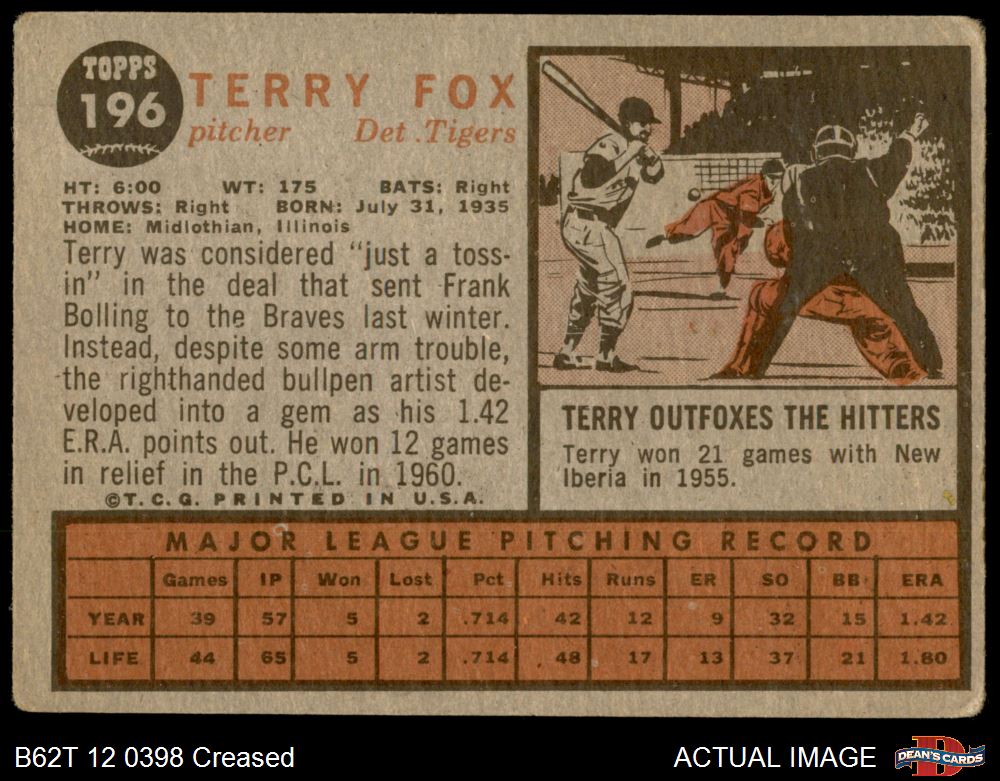 TOPPS
196
TERRY FOX
pitcher Det. Tigers
HT: 6:00 WT: 175 BATS: Right
THROWS: Right BORN: July 31, 1935
HOME: Midlothian, Illinois
Terry was considered "just a toss-
in" in the deal that sent Frank
Bolling to the Braves last winter.
Instead, despite some arm trouble,
the righthanded bullpen artist de-
veloped into a gem as his 1.42
E.R.A. points out. He won 12 games
in relief in the P.C.L. in 1960.
©T.C.G. PRINTED IN U.S.A.
TERRY OUTFOXES THE HITTERS
Terry won 21 games with New
Iberia in 1955.
MAJOR LEAGUE PITCHING RECORD
Games IP Won Lost Pct Hits Runs ER SO BB ERA
YEAR 39 57 5 2 .714 42 12 9 32 15 1.42
LIFE 44 65 5 2 .714 48 17 13 37 21 1.80
B62T 12 0398 Creased
ACTUAL IMAGE
D
DEAN'S CARDS